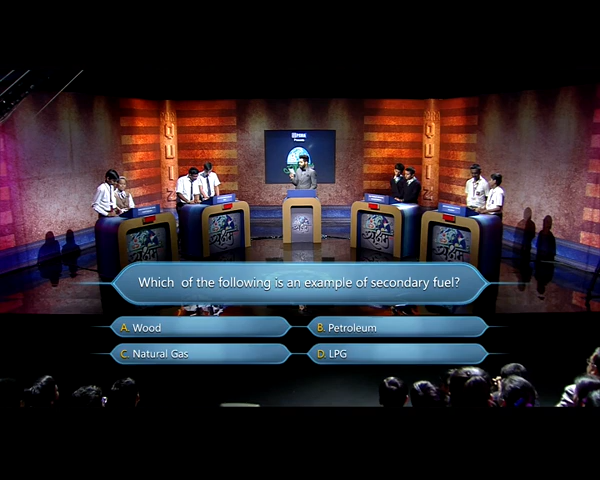 Which of the following is an example of secondary fuel?
A. Wood
B. Petroleum
C. Natural Gas
D. LPG